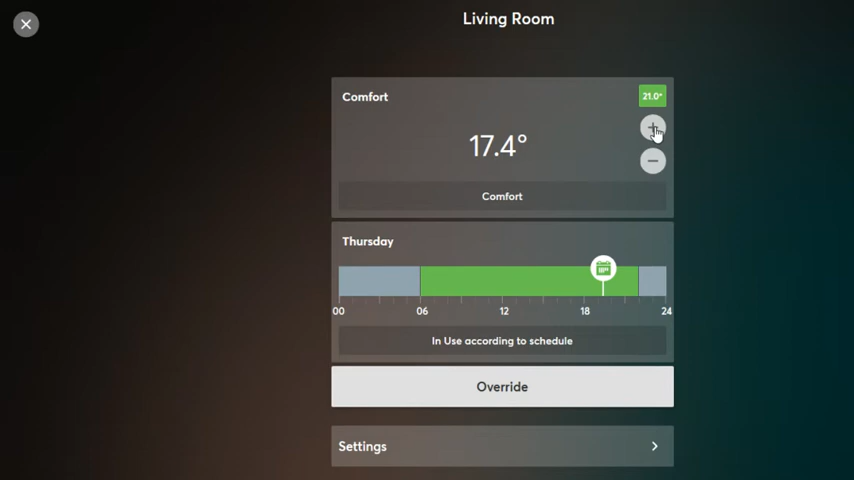 Living Room
Comfort
21.0°
17.4°
Comfort
Thursday
00 06 12 18 24
In Use according to schedule
Override
Settings